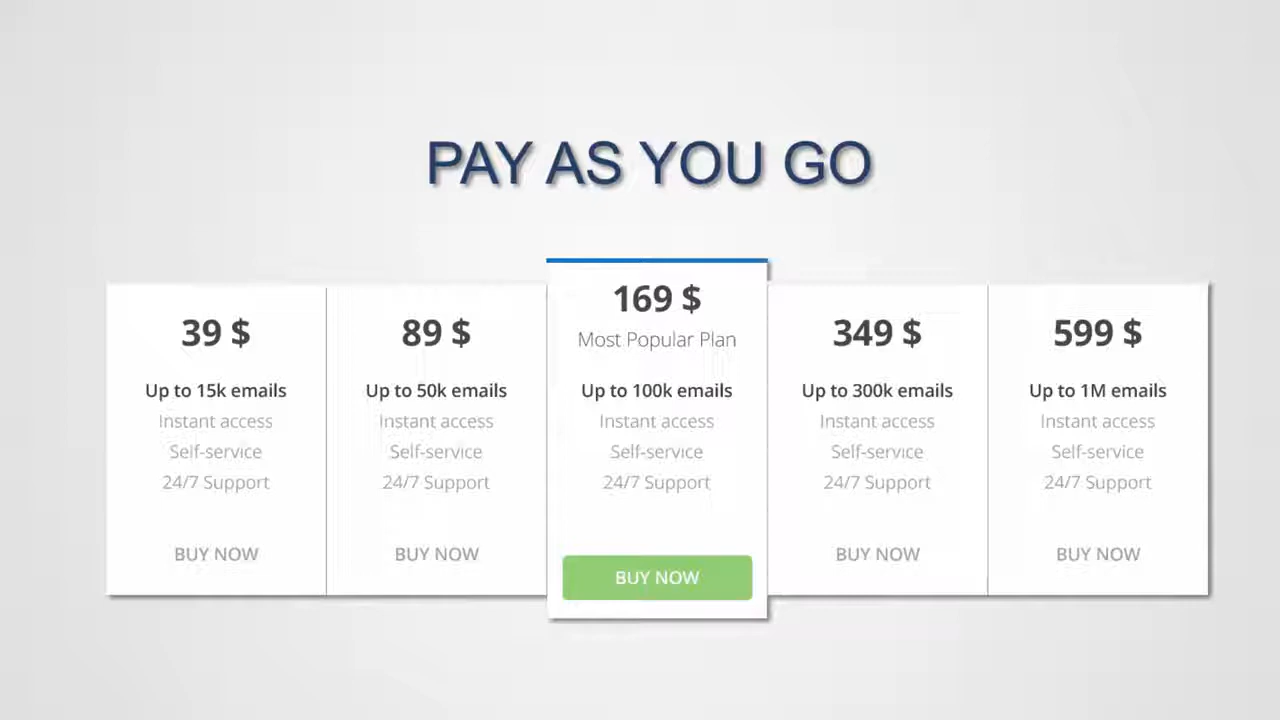 PAY AS YOU GO
39 $
Up to 15k emails
Instant access
Self-service
24/7 Support
BUY NOW
89 $
Up to 50k emails
Instant access
Self-service
24/7 Support
BUY NOW
169 $
Most Popular Plan
Up to 100k emails
Instant access
Self-service
24/7 Support
BUY NOW
349 $
Up to 300k emails
Instant access
Self-service
24/7 Support
BUY NOW
599 $
Up to 1M emails
Instant access
Self-service
24/7 Support
BUY NOW